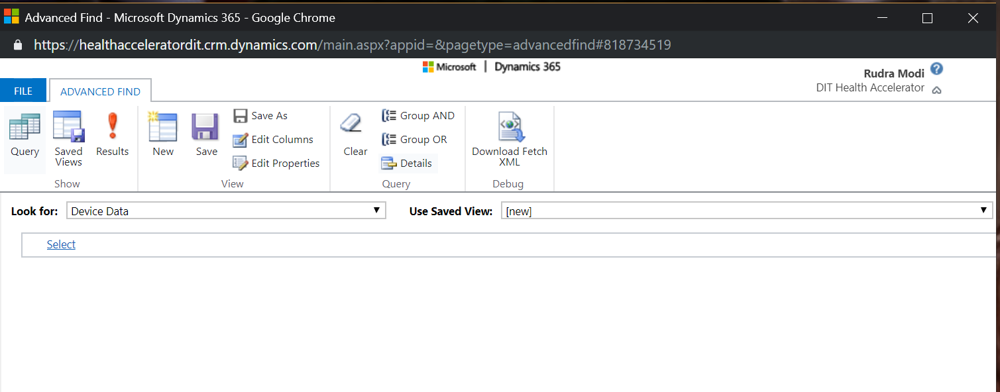 Advanced Find - Microsoft Dynamics 365 - Google Chrome
https://healthacceleratordit.crm.dynamics.com/main.aspx?appid=&pagetype=advancedfind#818734519
Microsoft | Dynamics 365
Rudra Modi ?
DIT Health Accelerator
FILE ADVANCED FIND
Query Saved Views Results New Save Save As Edit Columns Edit Properties Clear Group AND Group OR Details Download Fetch XML
Show View Query Debug
Look for: Device Data Use Saved View: [new]
Select